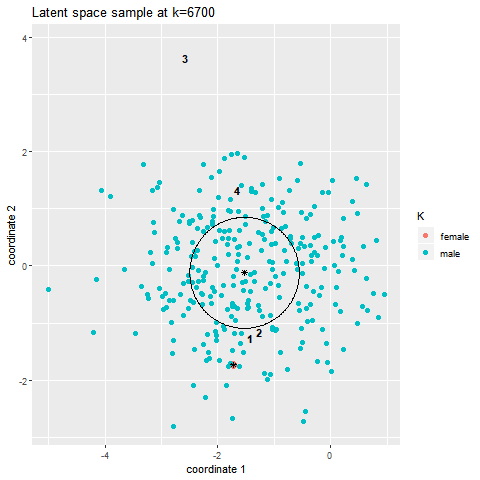 Latent space sample at k=6700
4
3
2
4
0
1
2
-2
-4
-2
0
coordinate 1
coordinate 2
K
female
male